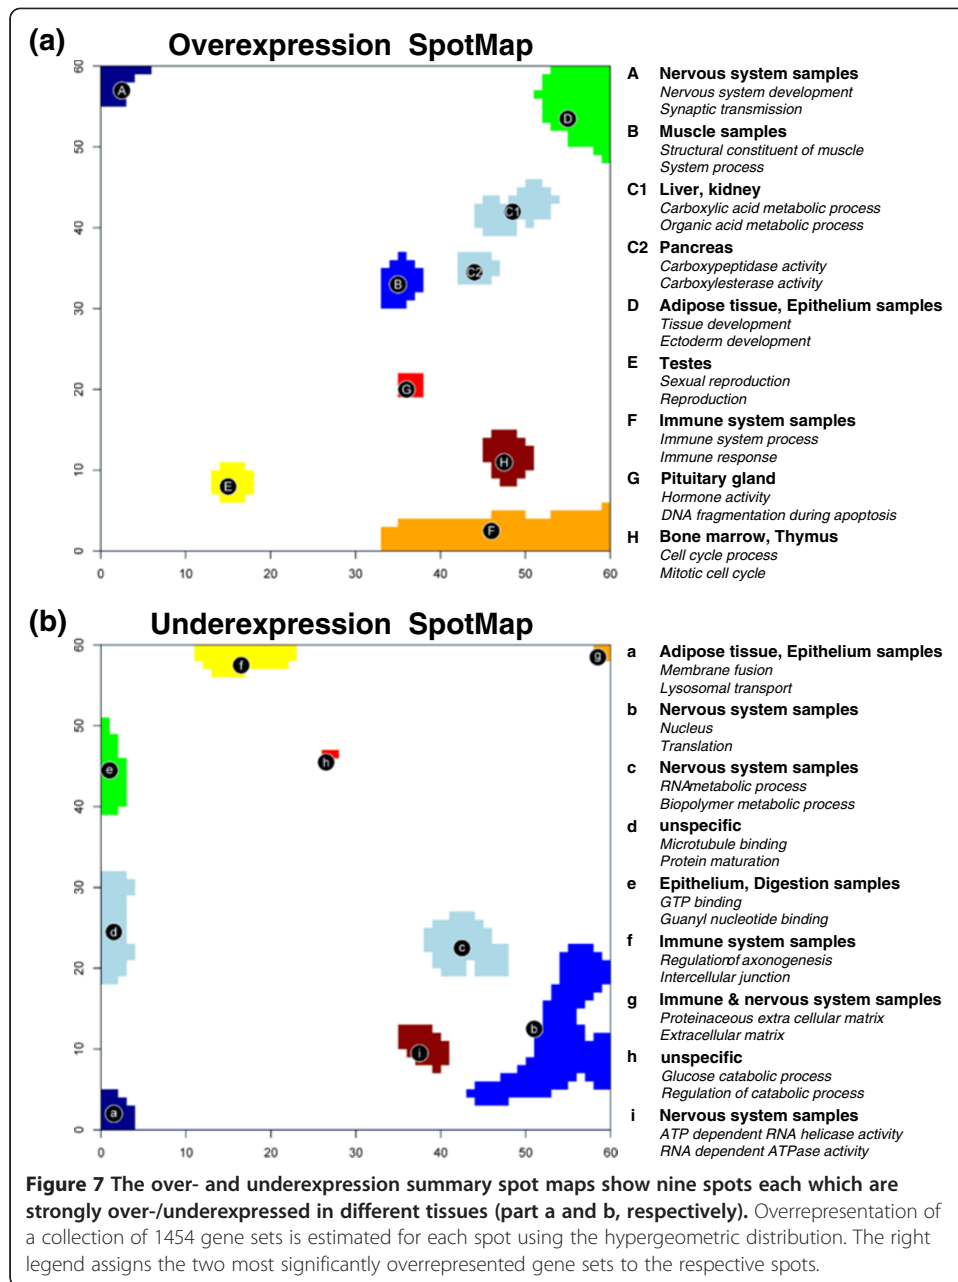 (a)
Overexpression SpotMap
60
50
40
30
20
10
0
0 10 20 30 40 50 60
A
D
C1
C2
B
G
H
E
F
A Nervous system samples
Nervous system development
Synaptic transmission
B Muscle samples
Structural constituent of muscle
System process
C1 Liver, kidney
Carboxylic acid metabolic process
Organic acid metabolic process
C2 Pancreas
Carboxypeptidase activity
Carboxylesterase activity
D Adipose tissue, Epithelium samples
Tissue development
Ectoderm development
E Testes
Sexual reproduction
Reproduction
F Immune system samples
Immune system process
Immune response
G Pituitary gland
Hormone activity
DNA fragmentation during apoptosis
H Bone marrow, Thymus
Cell cycle process
Mitotic cell cycle
(b)
Underexpression SpotMap
60
50
40
30
20
10
0
0 10 20 30 40 50 60
f
g
h
e
d
c
b
i
a
a Adipose tissue, Epithelium samples
Membrane fusion
Lysosomal transport
b Nervous system samples
Nucleus
Translation
c Nervous system samples
RNAmetabolic process
Biopolymer metabolic process
d unspecific
Microtubule binding
Protein maturation
e Epithelium, Digestion samples
GTP binding
Guanyl nucleotide binding
f Immune system samples
Regulationof axonogenesis
Intercellular junction
g Immune & nervous system samples
Proteinaceous extra cellular matrix
Extracellular matrix
h unspecific
Glucose catabolic process
Regulation of catabolic process
i Nervous system samples
ATP dependent RNA helicase activity
RNA dependent ATPase activity
Figure 7 The over- and underexpression summary spot maps show nine spots each which are
strongly over-/underexpressed in different tissues (part a and b, respectively). Overrepresentation of
a collection of 1454 gene sets is estimated for each spot using the hypergeometric distribution. The right
legend assigns the two most significantly overrepresented gene sets to the respective spots.